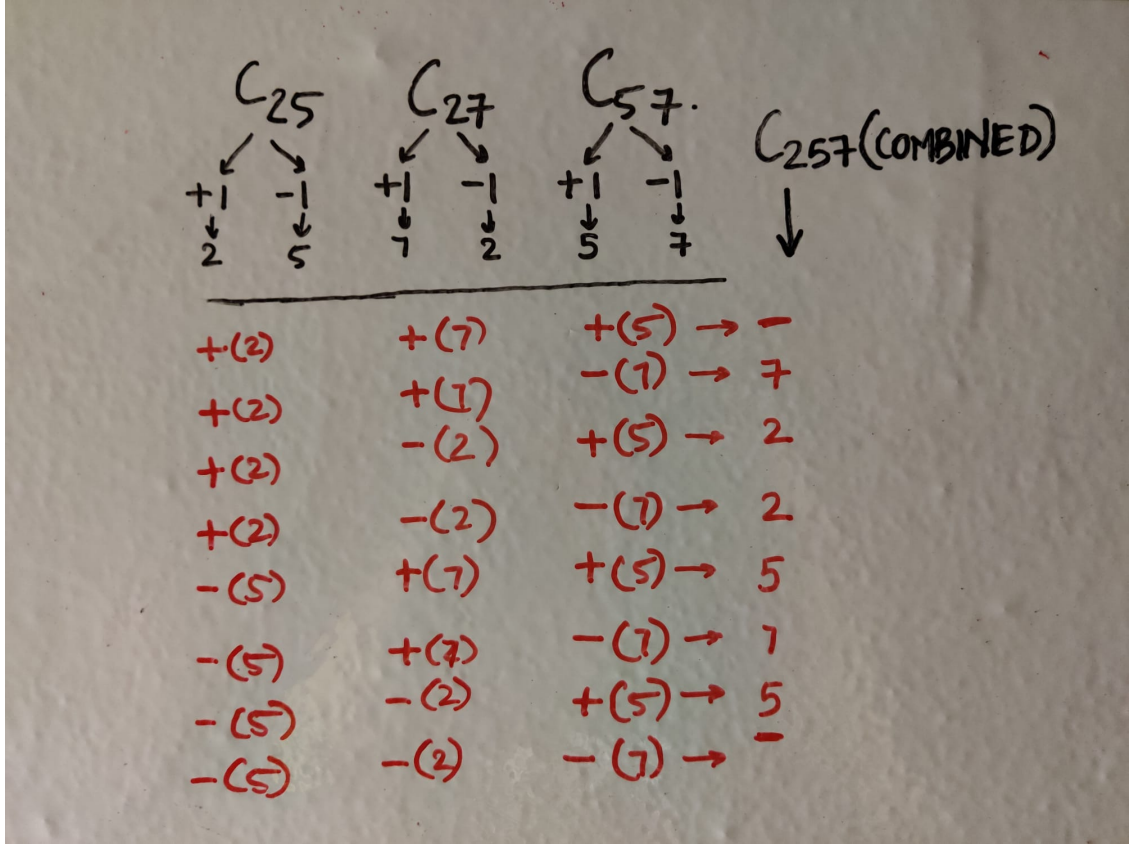 C25 C27 C57. C257 (COMBINED)
+1 -1 +1 -1 +1 -1
2 5 7 2 5 7
+(2) +(7) +(5) → -
+(2) +(7) -(7) → 7
+(2) -(2) +(5) → 2
+(2) -(2) -(7) → 2
-(5) +(7) +(5) → 5
-(5) +(7) -(7) → 7
-(5) -(2) +(5) → 5
-(5) -(2) -(7) → -